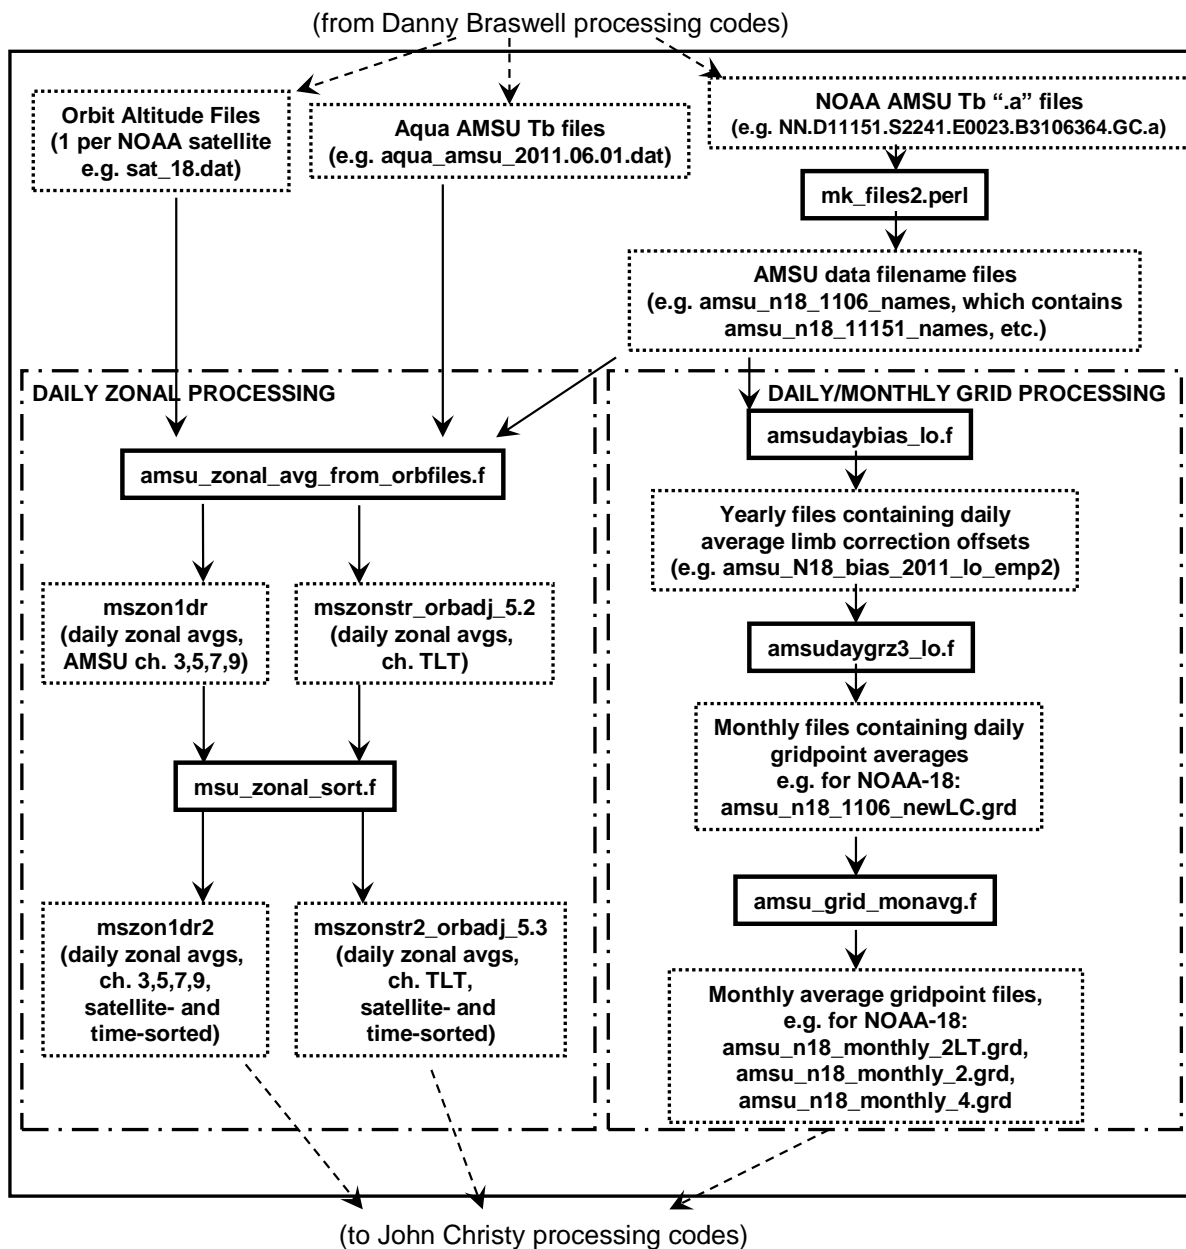 (from Danny Braswell processing codes)
Orbit Altitude Files
(1 per NOAA satellite
e.g. sat_18.dat)
Aqua AMSU Tb files
(e.g. aqua_amsu_2011.06.01.dat)
NOAA AMSU Tb “.a” files
(e.g. NN.D11151.S2241.E0023.B3106364.GC.a)
mk_files2.perl
AMSU data filename files
(e.g. amsu_n18_1106_names, which contains
amsu_n18_11151_names, etc.)
DAILY ZONAL PROCESSING
amsu_zonal_avg_from_orbfiles.f
mszon1dr
(daily zonal avgs,
AMSU ch. 3,5,7,9)
mszonstr_orbadj_5.2
(daily zonal avgs,
ch. TLT)
msu_zonal_sort.f
mszon1dr2
(daily zonal avgs,
ch. 3,5,7,9,
satellite- and
time-sorted)
mszonstr2_orbadj_5.3
(daily zonal avgs,
ch. TLT,
satellite- and
time-sorted)
DAILY/MONTHLY GRID PROCESSING
amsudaybias_lo.f
Yearly files containing daily
average limb correction offsets
(e.g. amsu_N18_bias_2011_lo_emp2)
amsudaygrz3_lo.f
Monthly files containing daily
gridpoint averages
e.g. for NOAA-18:
amsu_n18_1106_newLC.grd
amsu_grid_monavg.f
Monthly average gridpoint files,
e.g. for NOAA-18:
amsu_n18_monthly_2LT.grd,
amsu_n18_monthly_2.grd,
amsu_n18_monthly_4.grd
(to John Christy processing codes)